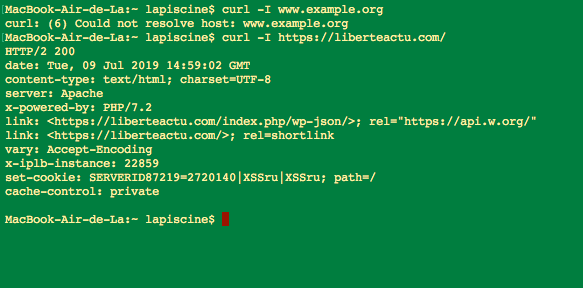 MacBook-Air-de-La:~ lapiscine$ curl -I www.example.org
curl: (6) Could not resolve host: www.example.org
MacBook-Air-de-La:~ lapiscine$ curl -I https://liberteactu.com/
HTTP/2 200
date: Tue, 09 Jul 2019 14:59:02 GMT
content-type: text/html; charset=UTF-8
server: Apache
x-powered-by: PHP/7.2
link: <https://liberteactu.com/index.php/wp-json/>; rel="https://api.w.org/"
link: <https://liberteactu.com/>; rel=shortlink
vary: Accept-Encoding
x-iplb-instance: 22859
set-cookie: SERVERID87219=2720140|XSSru|XSSru; path=/
cache-control: private
MacBook-Air-de-La:~ lapiscine$